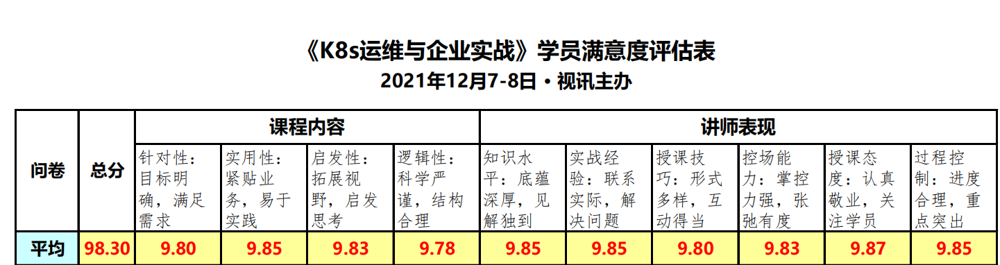 《K8s运维与企业实战》学员满意度评估表
2021年12月7-8日·视讯主办
问卷
总分
课程内容
讲师表现
针对性：
目标明
确，满足
需求
实用性：
紧贴业
务，易于
实践
启发性：
拓展视
野，启发
思考
逻辑性：
科学严
谨，结构
合理
知识水
平：底蕴
深厚，见
解独到
实战经
验：联系
实际，解
决问题
授课技
巧：形式
多样，互
动得当
控场能
力：掌控
力强，张
弛有度
授课态
度：认真
敬业，关
注学员
过程控
制：进度
合理，重
点突出
平均 98.30 9.80 9.85 9.83 9.78 9.85 9.85 9.80 9.83 9.87 9.85